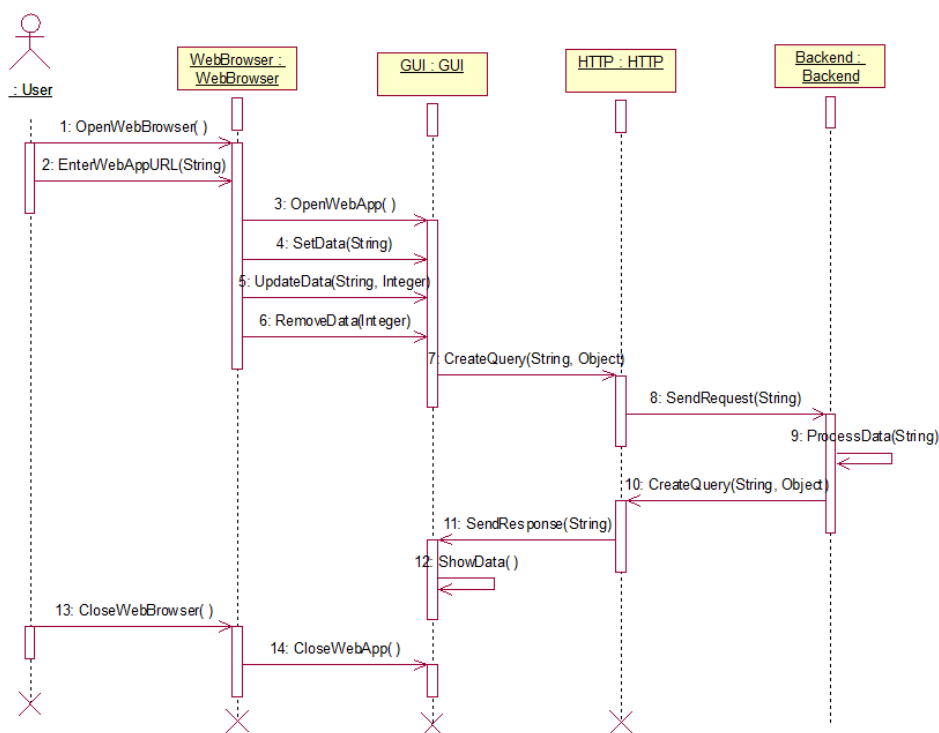 : User
WebBrowser :
WebBrowser
GUI : GUI
HTTP : HTTP
Backend :
Backend
1: OpenWebBrowser( )
2: EnterWebAppURL(String)
3: OpenWebApp( )
4: SetData(String)
5: UpdateData(String, Integer)
6: RemoveData(Integer)
7: CreateQuery(String, Object)
8: SendRequest(String)
9: ProcessData(String)
10: CreateQuery(String, Object)
11: SendResponse(String)
12: ShowData( )
13: CloseWebBrowser( )
14: CloseWebApp( )